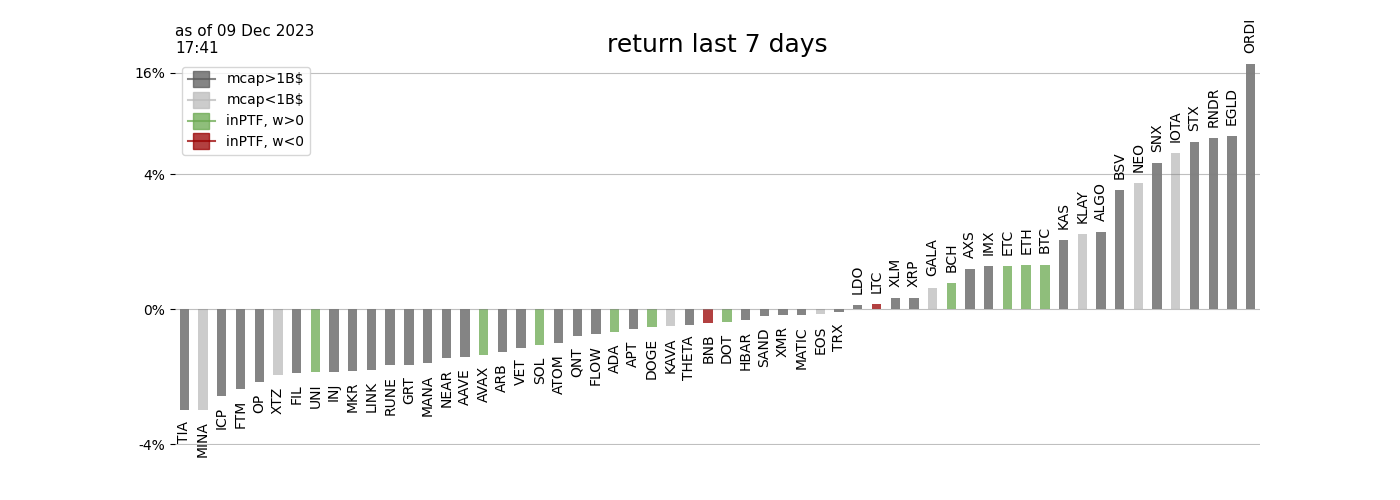 as of 09 Dec 2023
17:41
return last 7 days
mcap>1B$
mcap<1B$
inPTF, w>0
inPTF, w<0
16%
4%
0%
-4%
TIA
MINA
ICP
FTM
OP
XTZ
FIL
UNI
INJ
MKR
LINK
RUNE
GRT
MANA
NEAR
AAVE
AVAX
ARB
VET
SOL
ATOM
QNT
FLOW
ADA
APT
DOGE
KAVA
THETA
BNB
DOT
HBAR
SAND
XMR
MATIC
EOS
TRX
LDO
LTC
XLM
XRP
GALA
BCH
AXS
IMX
ETC
ETH
BTC
KAS
KLAY
ALGO
BSV
NEO
SNX
IOTA
STX
RNDR
EGLD
ORDI